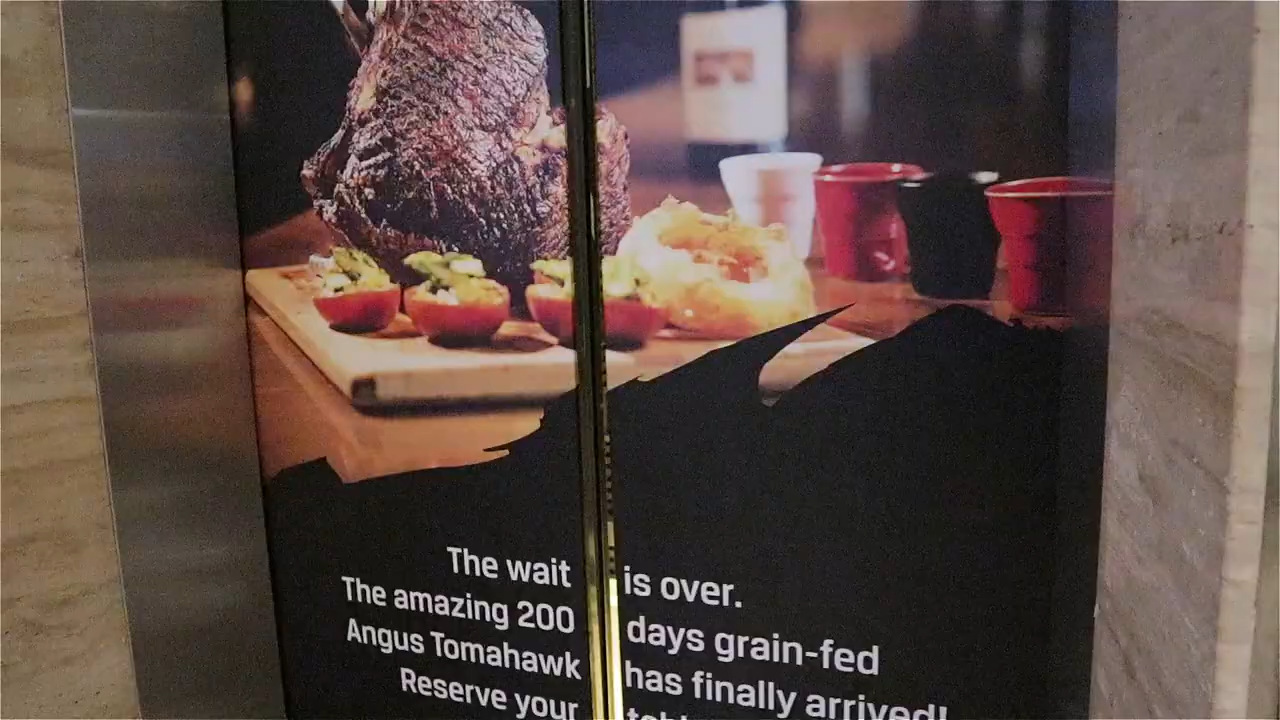 The wait is over.
The amazing 200 days grain-fed
Angus Tomahawk has finally arrived!
Reserve your